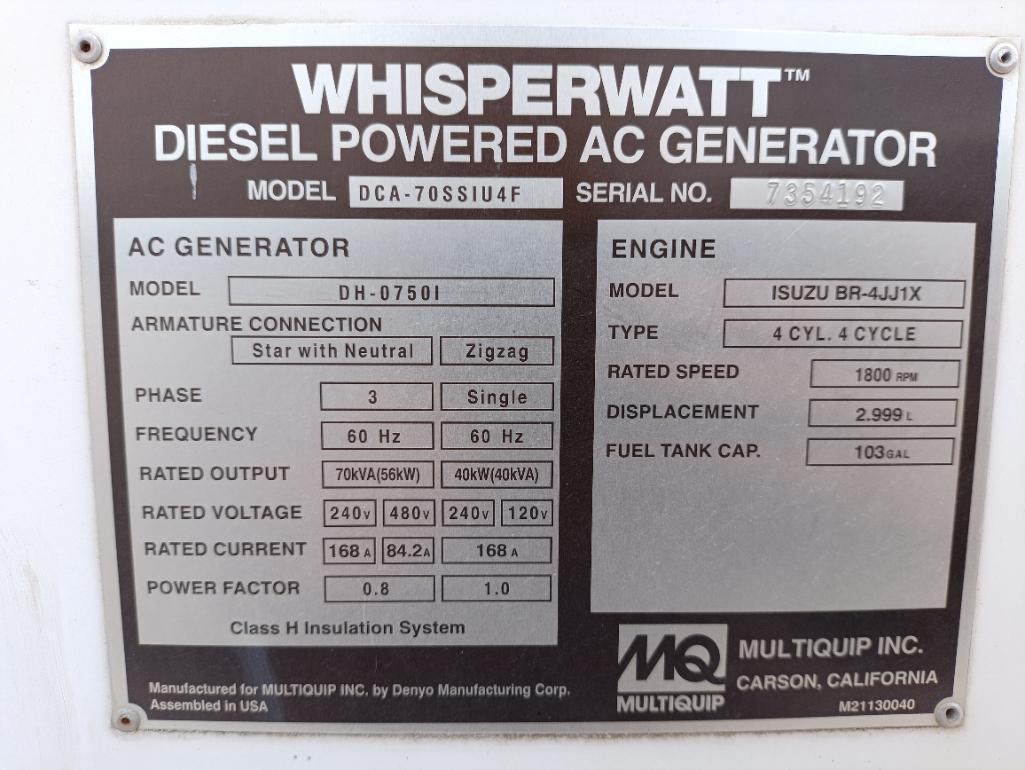 WHISPERWATT™
DIESEL POWERED AC GENERATOR
MODEL DCA-70SSIU4F SERIAL NO. 7354192
AC GENERATOR
MODEL DH-0750I
ARMATURE CONNECTION
Star with Neutral Zigzag
PHASE 3 Single
FREQUENCY 60 Hz 60 Hz
RATED OUTPUT 70kVA(56kW) 40kW(40kVA)
RATED VOLTAGE 240V 480V 240V 120V
RATED CURRENT 168 A 84.2A 168 A
POWER FACTOR 0.8 1.0
Class H Insulation System
ENGINE
MODEL ISUZU BR-4JJ1X
TYPE 4 CYL. 4 CYCLE
RATED SPEED 1800 RPM
DISPLACEMENT 2.999 L
FUEL TANK CAP. 103GAL
Manufactured for MULTIQUIP INC. by Denyo Manufacturing Corp.
Assembled in USA
MQ
MULTIQUIP
MULTIQUIP INC.
CARSON, CALIFORNIA
M21130040